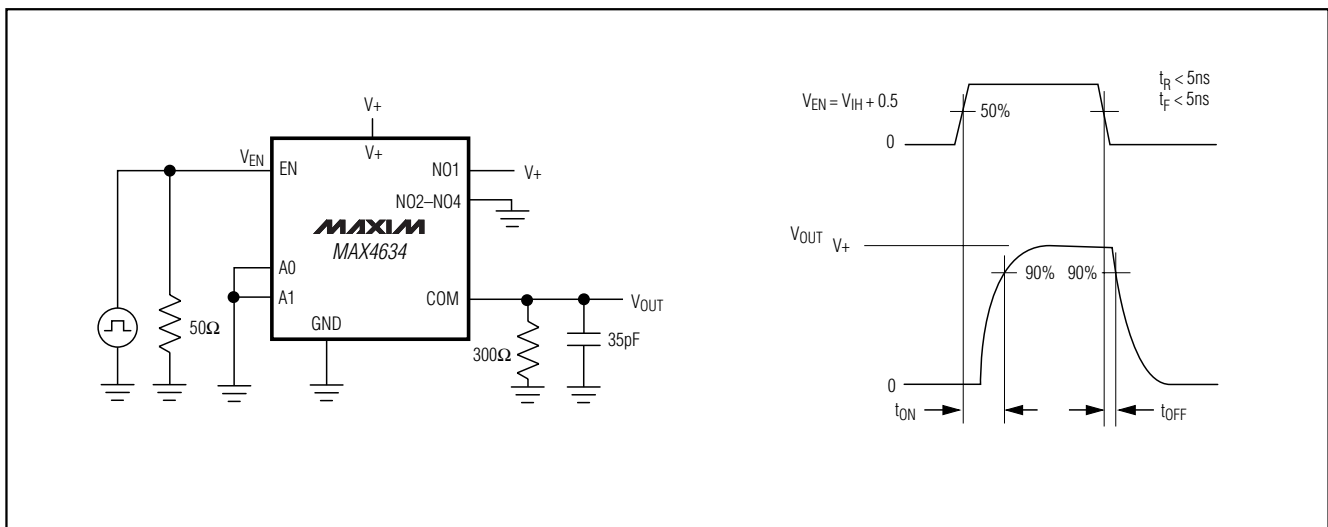 V+
V+
VEN
EN
NO1
V+
NO2–NO4
MAXIM
MAX4634
A0
A1
COM
VOUT
GND
50Ω
300Ω
35pF
VEN = VIH + 0.5
50%
tR < 5ns
tF < 5ns
0
VOUT
V+
90%
90%
0
tON
tOFF